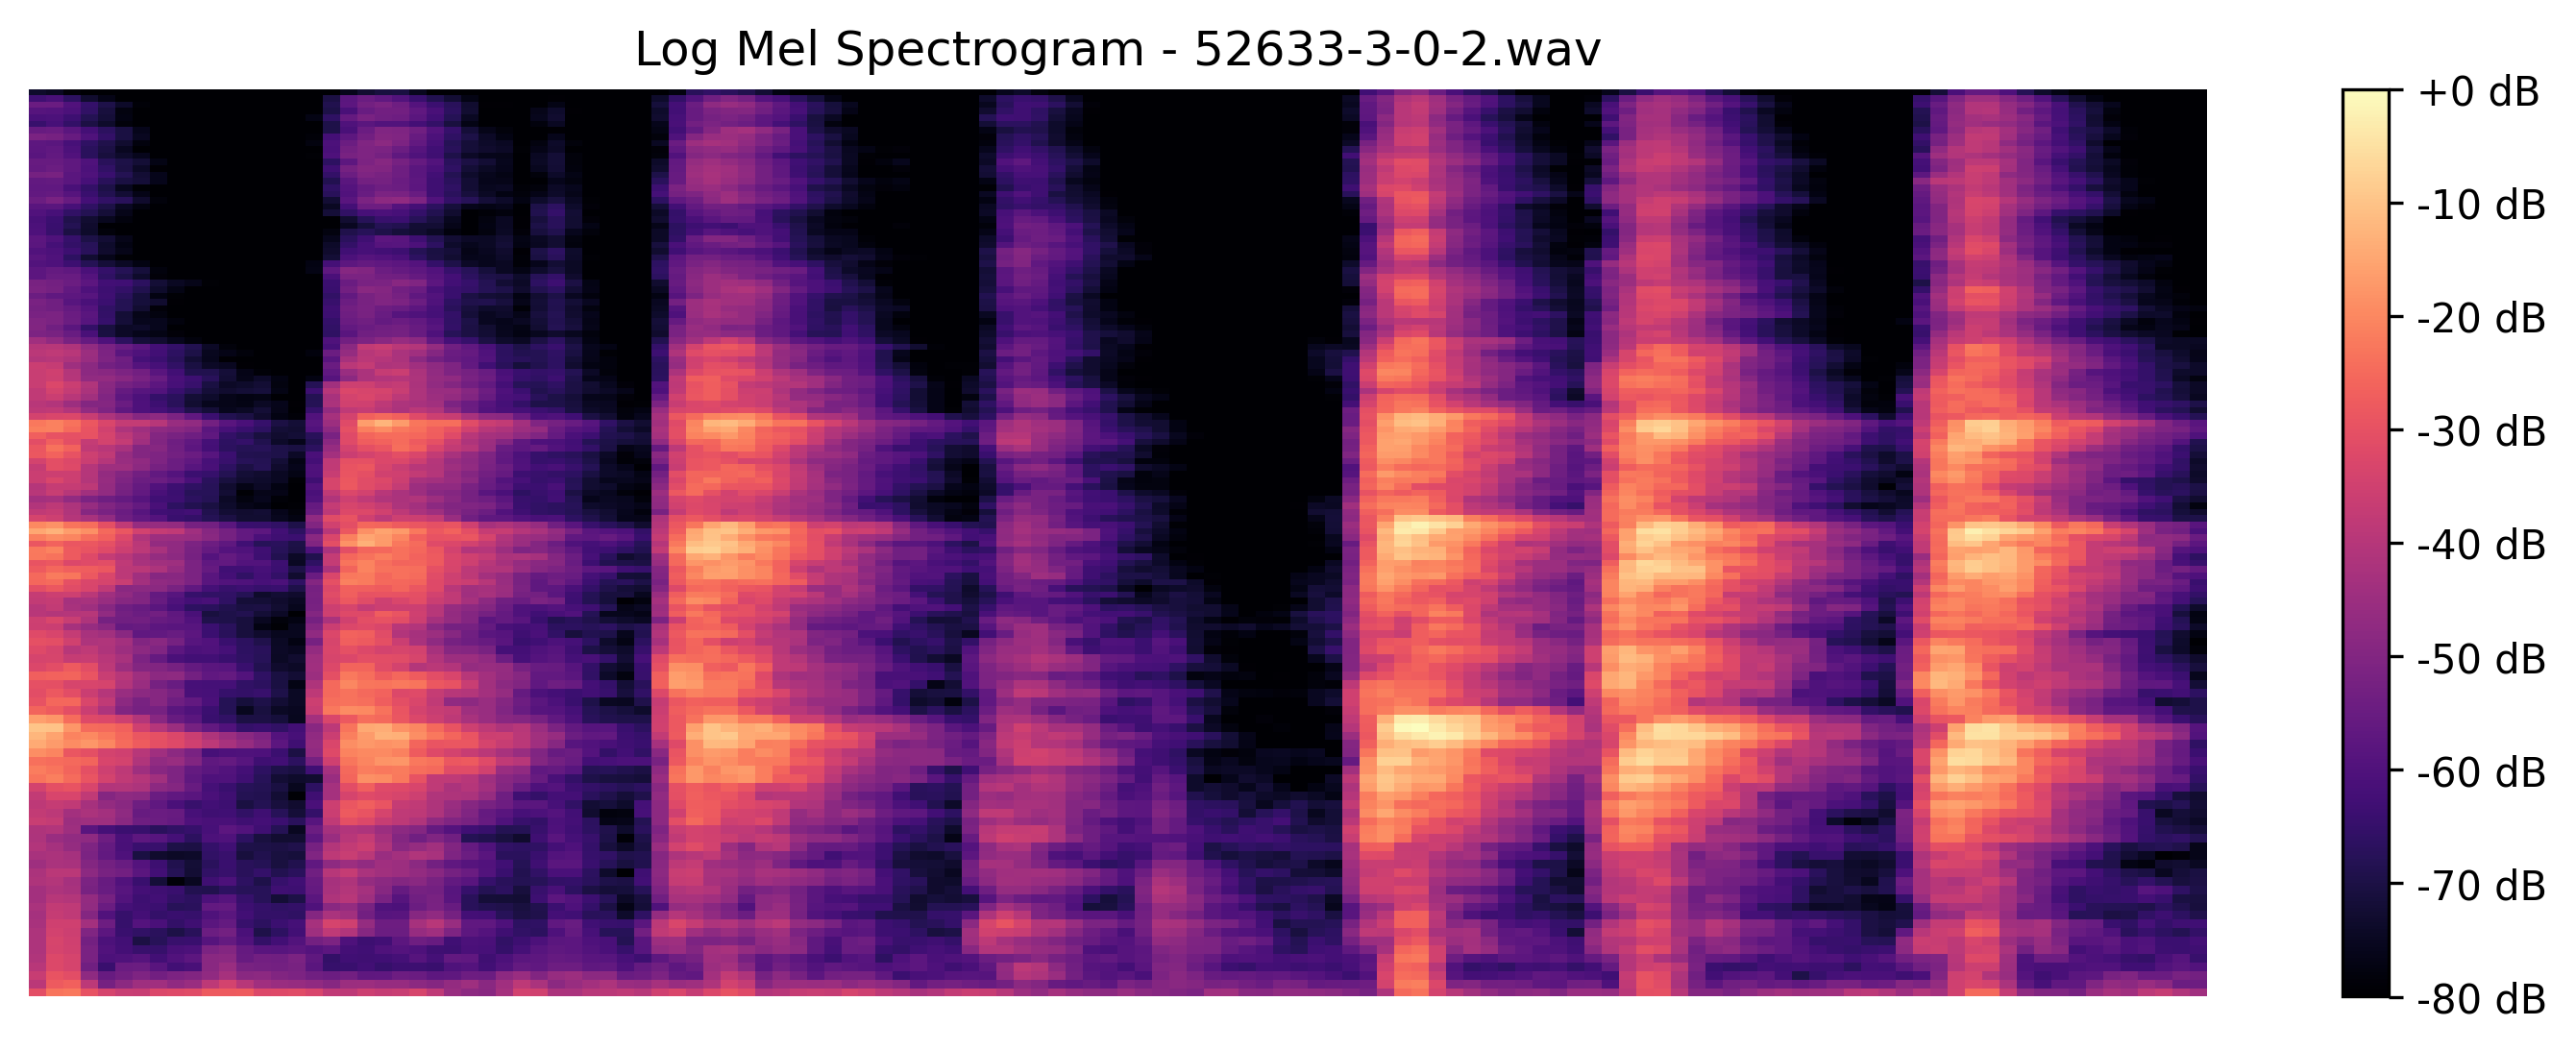 Log Mel Spectrogram - 52633-3-0-2.wav
+0 dB
-10 dB
-20 dB
-30 dB
-40 dB
-50 dB
-60 dB
-70 dB
-80 dB